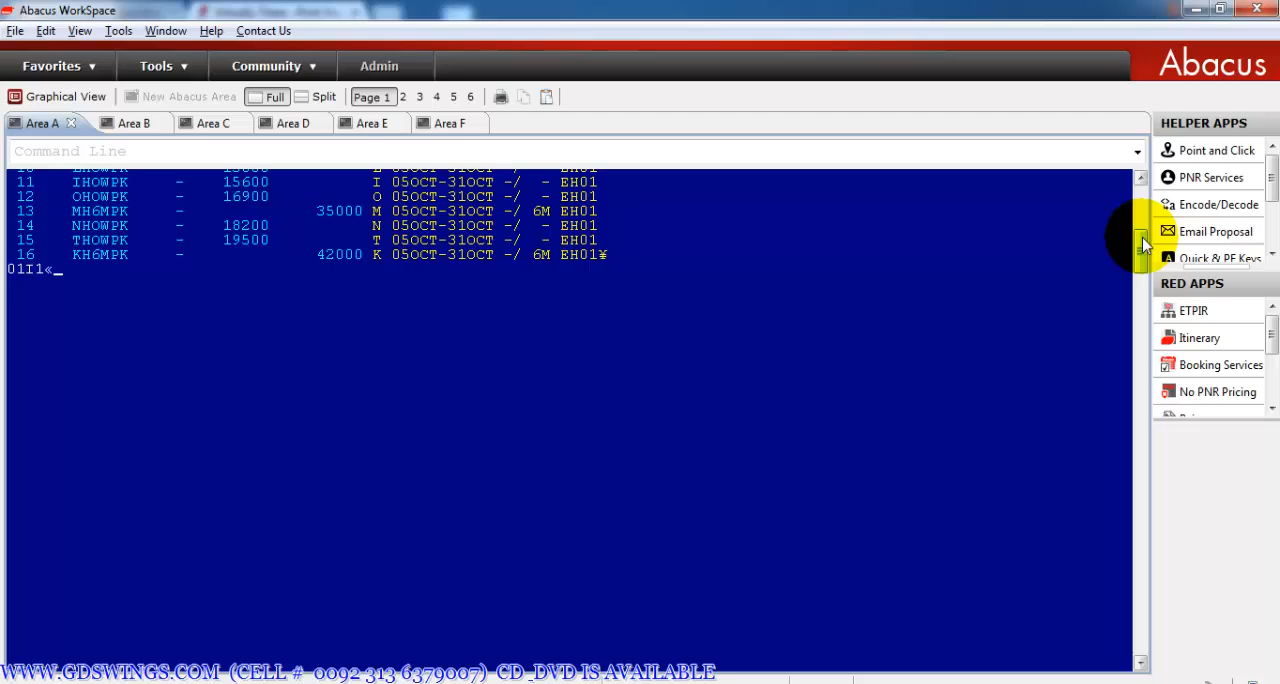 Abacus WorkSpace
File Edit View Tools Window Help Contact Us
Favorites Tools Community Admin
Abacus
Graphical View New Abacus Area Full Split Page 1 2 3 4 5 6
Area A Area B Area C Area D Area E Area F
Command Line
11 IHOWPK - 15600 I 05OCT-31OCT -/ - EH01
12 OHOWPK - 16900 O 05OCT-31OCT -/ - EH01
13 MH6MPK - 35000 M 05OCT-31OCT -/ 6M EH01
14 NHOWPK - 18200 N 05OCT-31OCT -/ - EH01
15 THOWPK - 19500 T 05OCT-31OCT -/ - EH01
16 KH6MPK - 42000 K 05OCT-31OCT -/ 6M EH01¥
01I1«_
HELPER APPS
Point and Click
PNR Services
Encode/Decode
Email Proposal
Quick & PF Keys
RED APPS
ETPIR
Itinerary
Booking Services
No PNR Pricing
WWW.GDSWINGS.COM (CELL # 0092 313 6379007) CD_DVD IS AVAILABLE